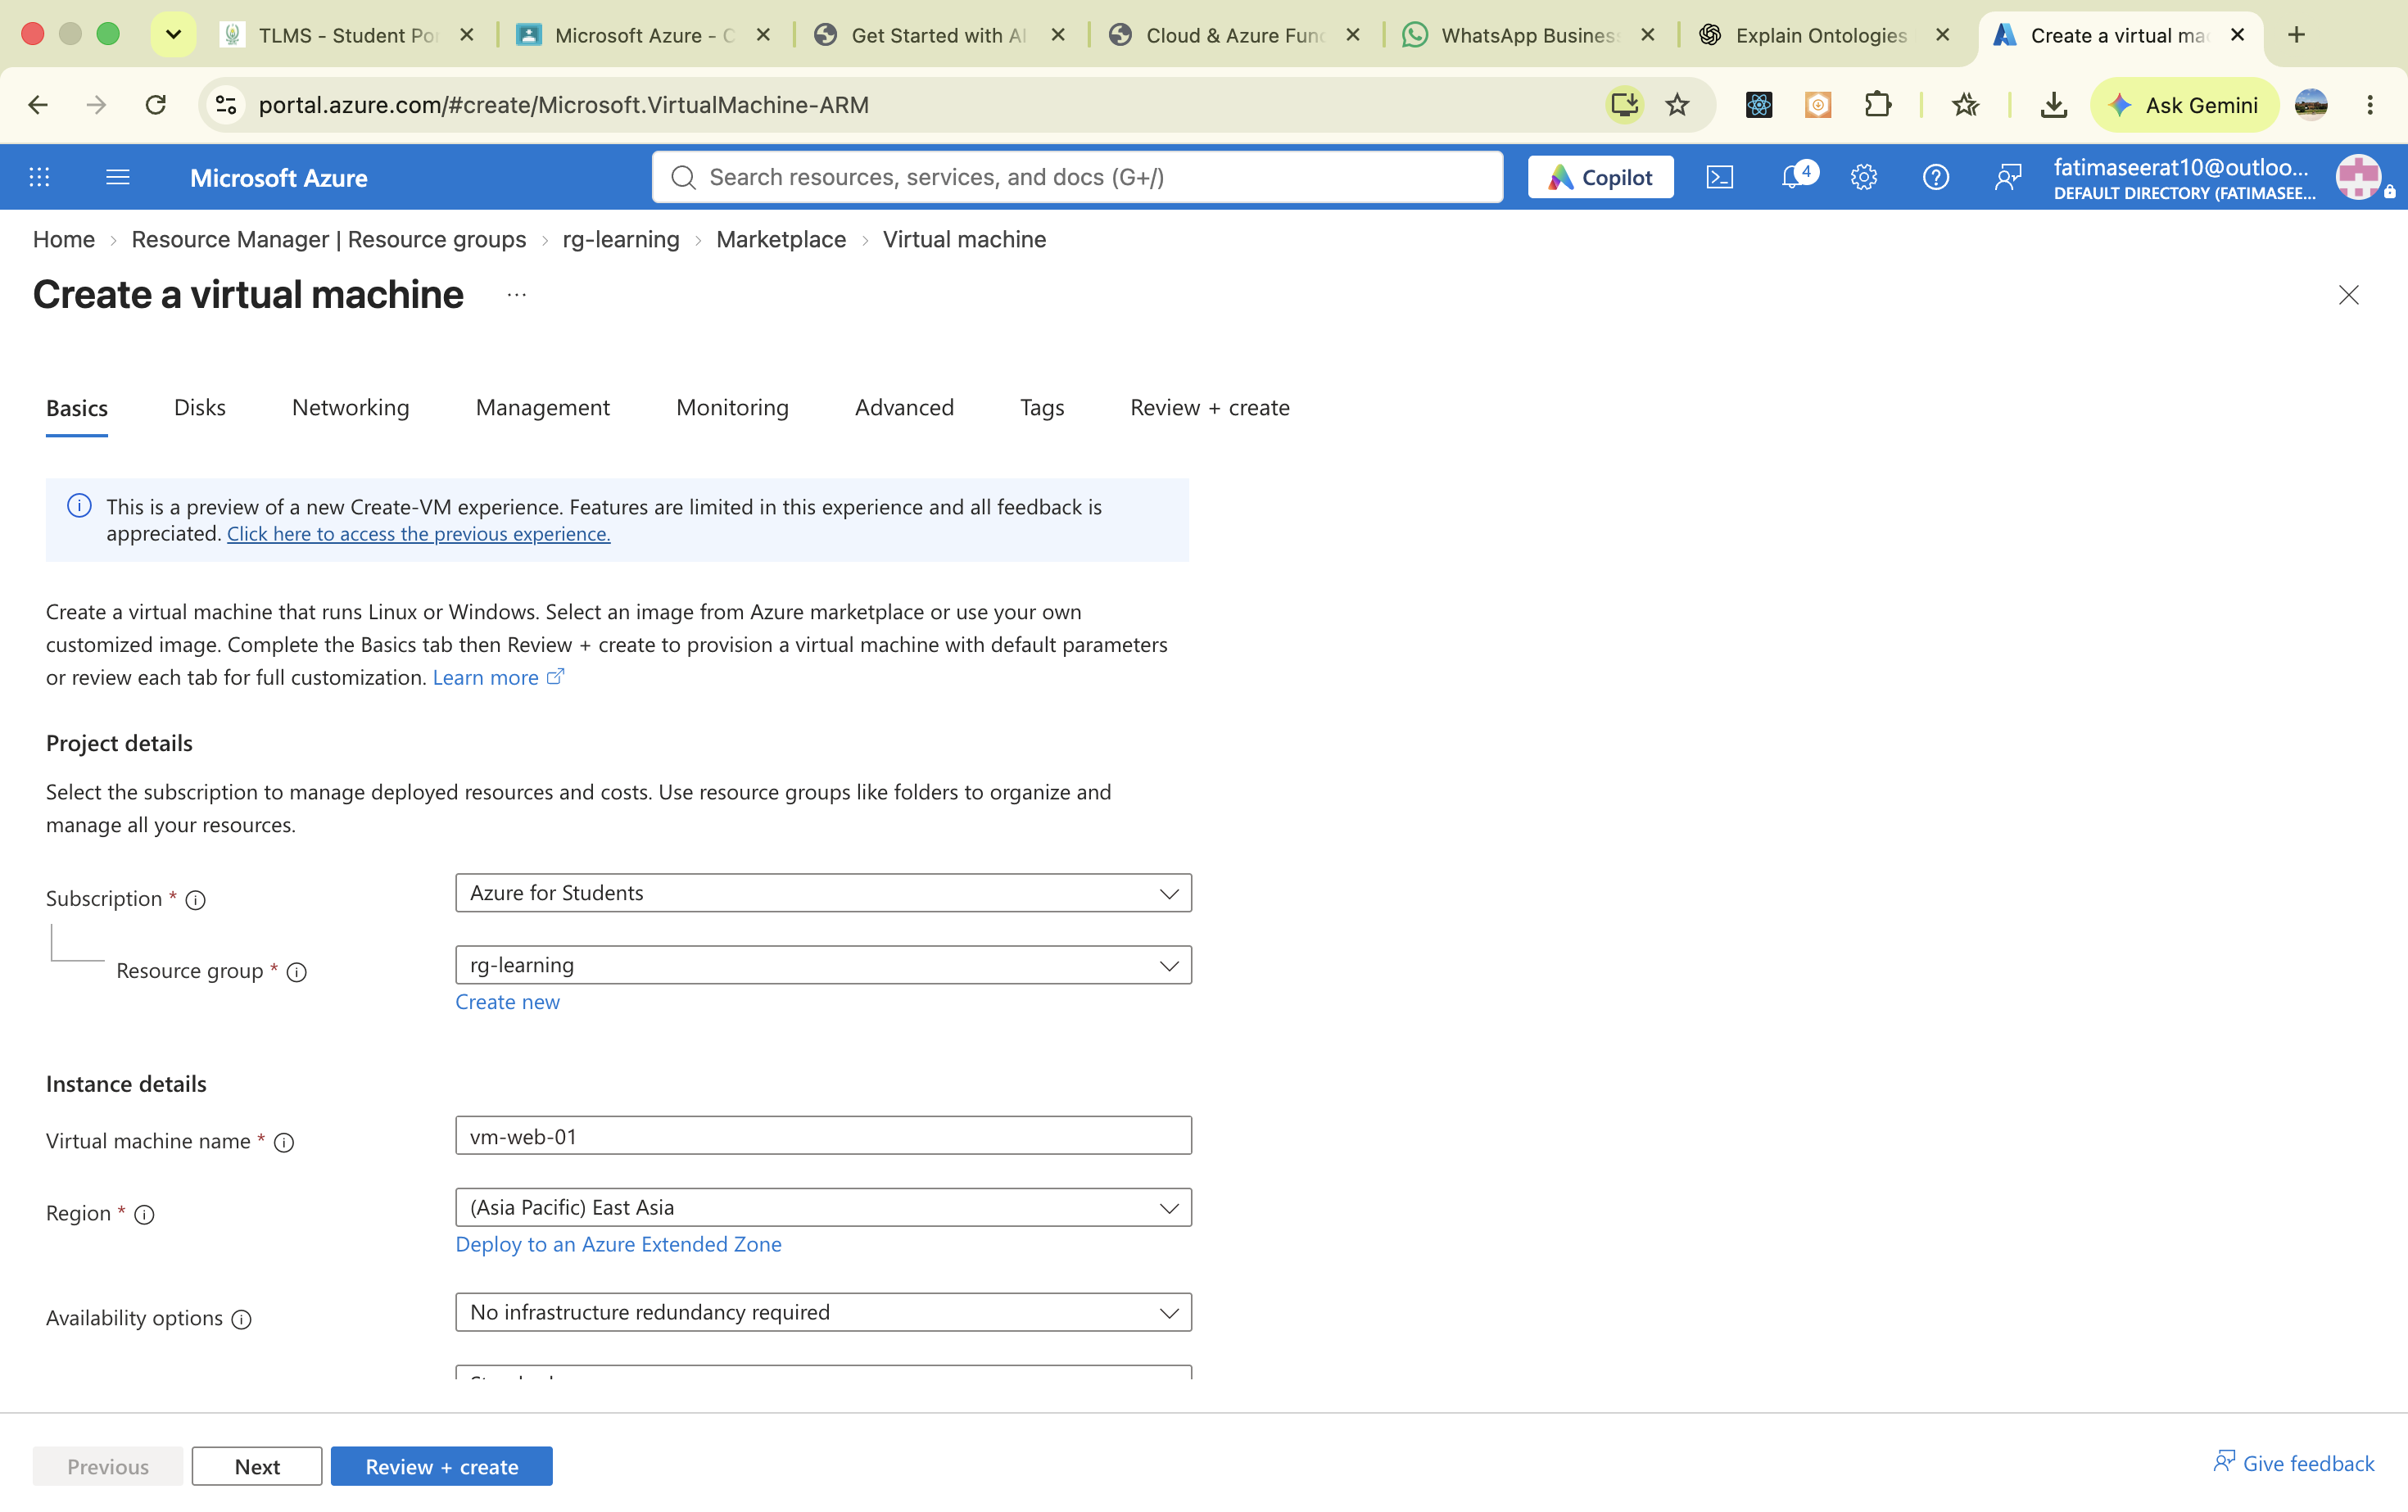 TLMS - Student Por
Microsoft Azure - C
Get Started with AI
Cloud & Azure Func
WhatsApp Business
Explain Ontologies
Create a virtual mac
portal.azure.com/#create/Microsoft.VirtualMachine-ARM
Ask Gemini
Microsoft Azure
Search resources, services, and docs (G+/)
Copilot
4
fatimaseerat10@outloo...
DEFAULT DIRECTORY (FATIMASEE...
Home > Resource Manager | Resource groups > rg-learning > Marketplace > Virtual machine
Create a virtual machine ...
Basics Disks Networking Management Monitoring Advanced Tags Review + create
This is a preview of a new Create-VM experience. Features are limited in this experience and all feedback is
appreciated. Click here to access the previous experience.
Create a virtual machine that runs Linux or Windows. Select an image from Azure marketplace or use your own
customized image. Complete the Basics tab then Review + create to provision a virtual machine with default parameters
or review each tab for full customization. Learn more
Project details
Select the subscription to manage deployed resources and costs. Use resource groups like folders to organize and
manage all your resources.
Subscription *
Azure for Students
Resource group *
rg-learning
Create new
Instance details
Virtual machine name *
vm-web-01
Region *
(Asia Pacific) East Asia
Deploy to an Azure Extended Zone
Availability options
No infrastructure redundancy required
Previous
Next
Review + create
Give feedback